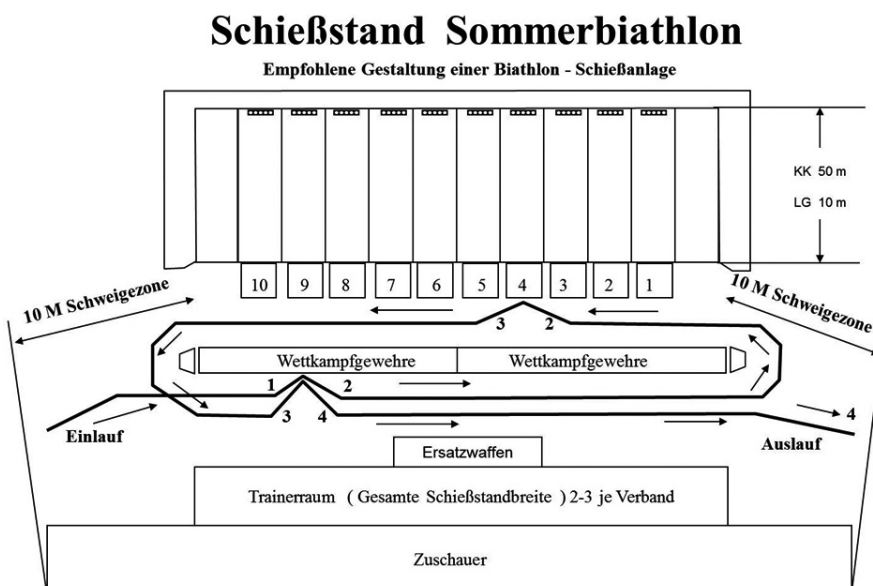 Schießstand Sommerbiathlon
Empfohlene Gestaltung einer Biathlon - Schießanlage
KK 50 m
LG 10 m
10 9 8 7 6 5 4 3 2 1
10 M Schweigezone
10 M Schweigezone
3 2
Wettkampfgewehre Wettkampfgewehre
1 2
3 4
4
Einlauf
Auslauf
Ersatzwaffen
Trainerraum ( Gesamte Schießstandbreite ) 2-3 je Verband
Zuschauer